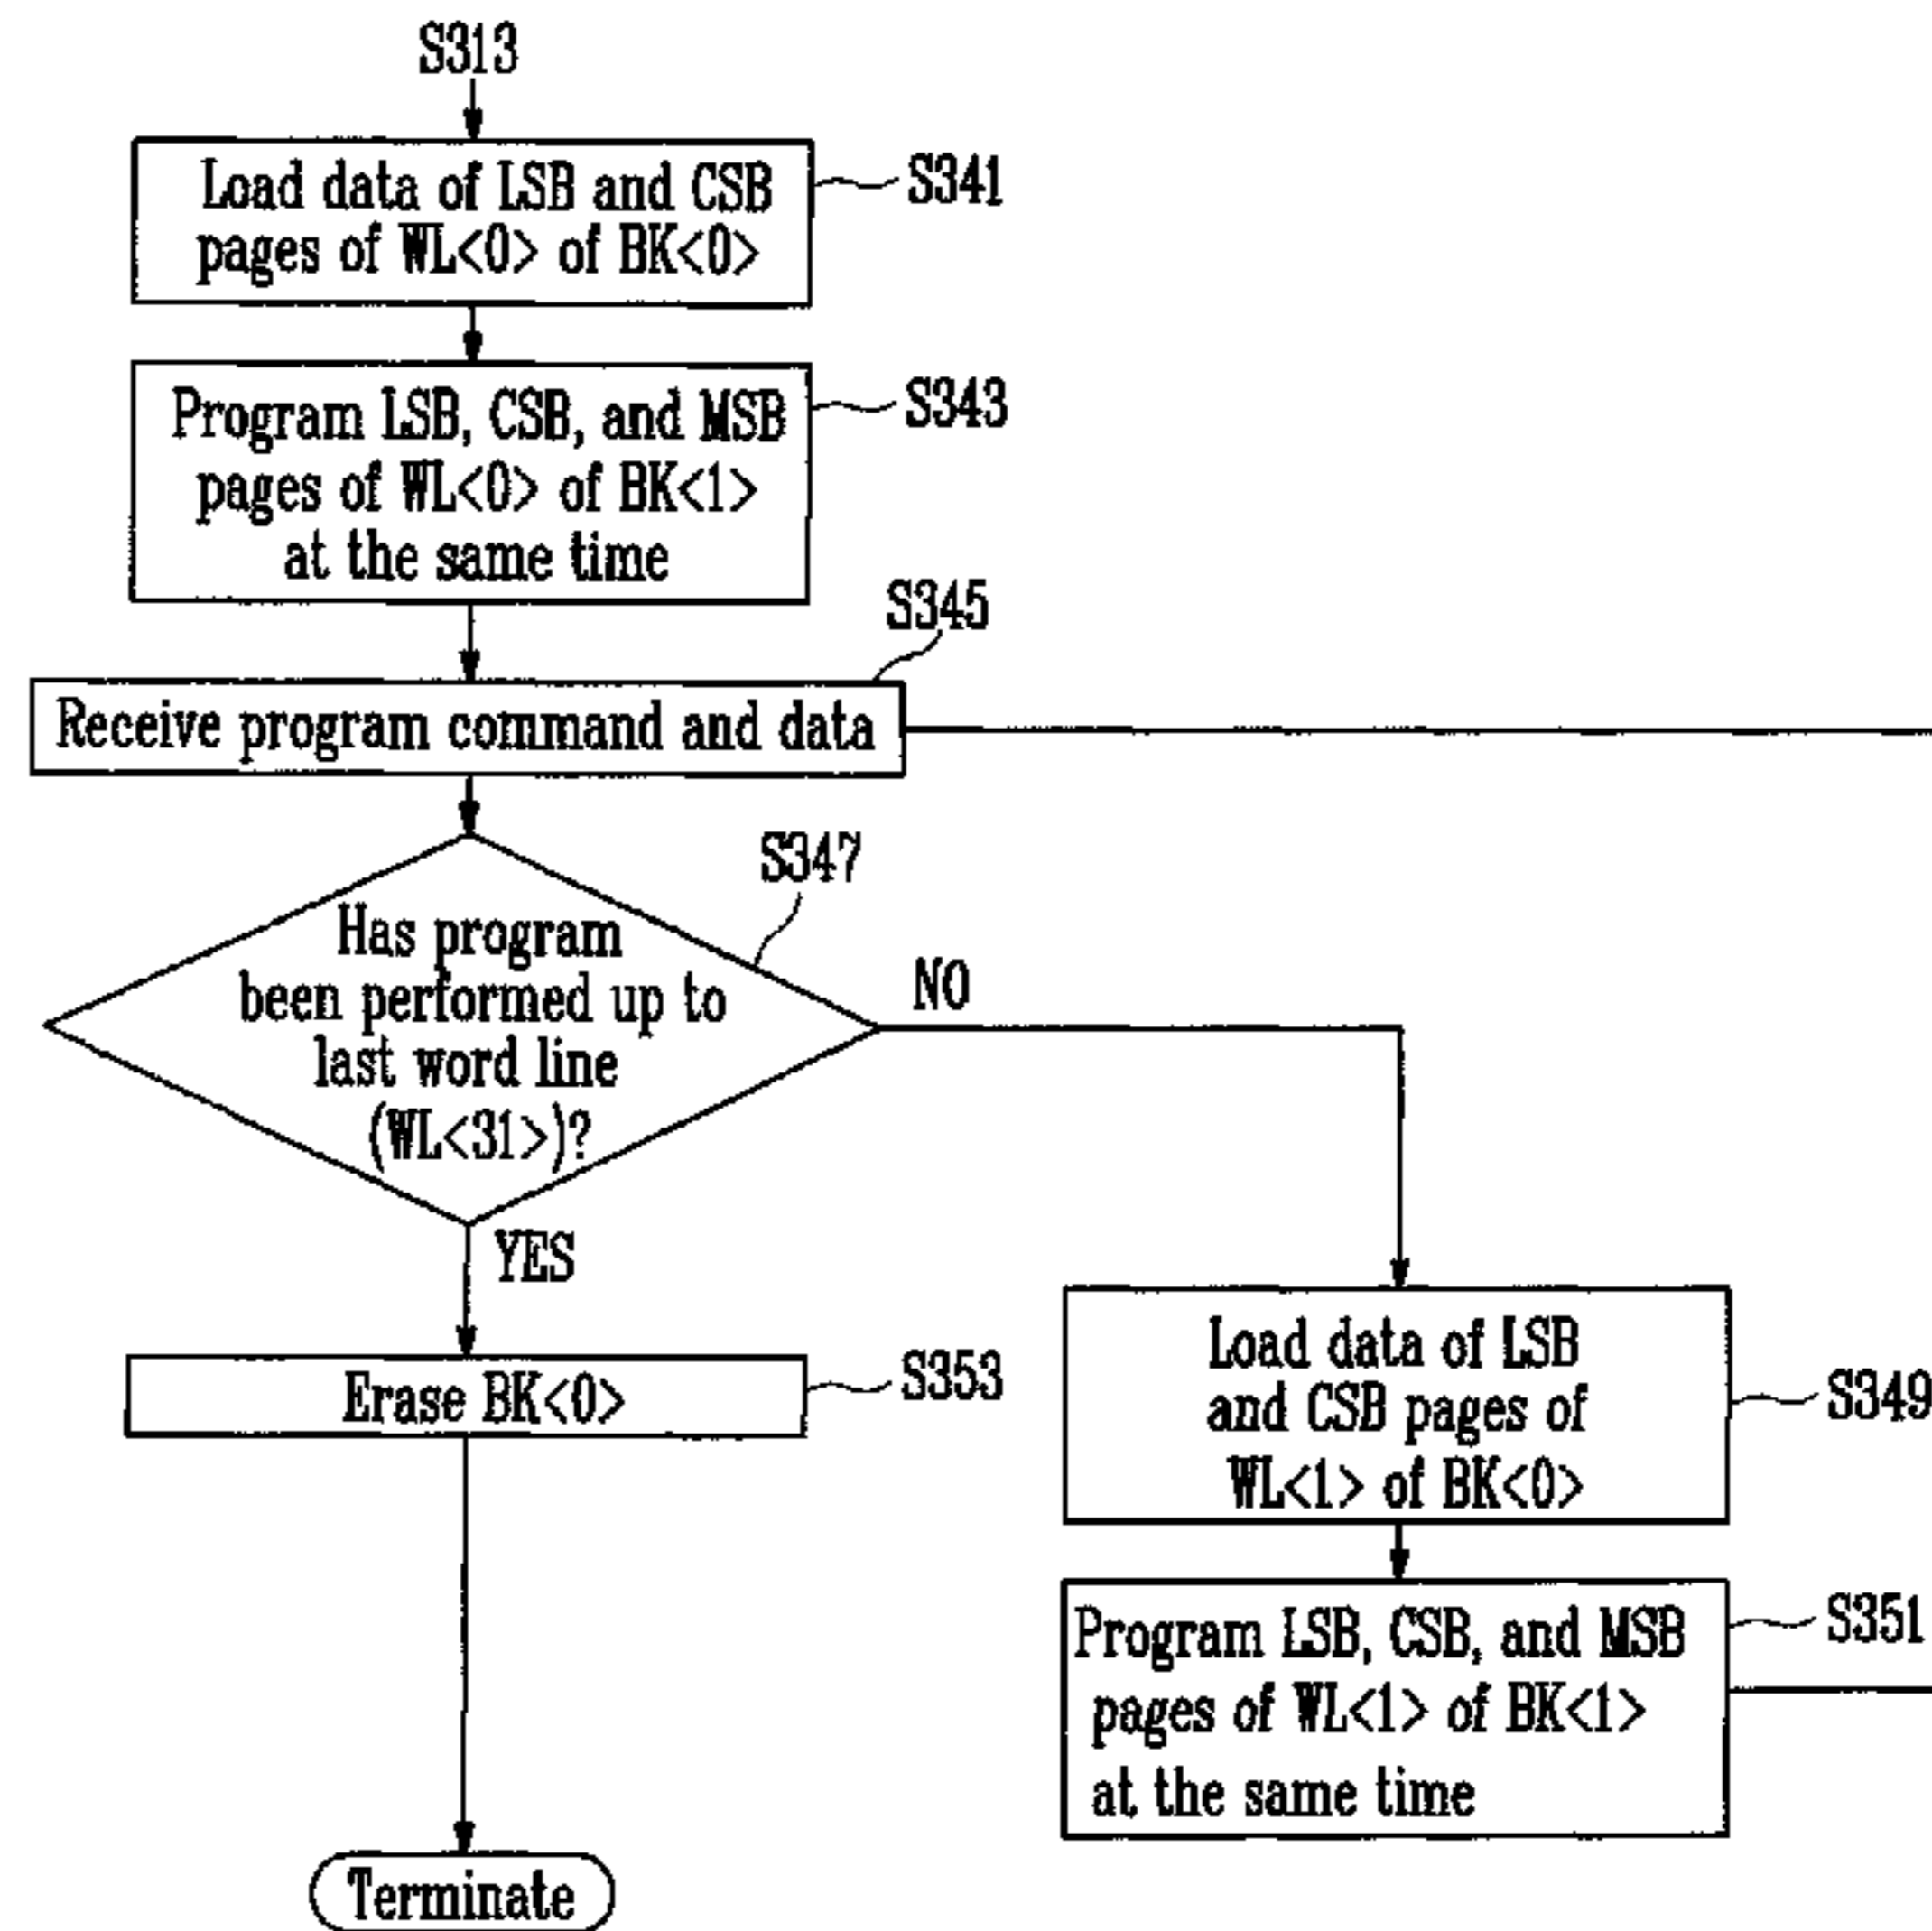 S313
Load data of LSB and CSB
pages of WL<0> of BK<0>
S341
Program LSB, CSB, and MSB
pages of WL<0> of BK<1>
at the same time
S343
S345
Receive program command and data
S347
Has program
been performed up to
last word line
(WL<31>)?
NO
YES
Erase BK<0>
S353
Load data of LSB
and CSB pages of
WL<1> of BK<0>
S349
Program LSB, CSB, and MSB
pages of WL<1> of BK<1>
at the same time
S351
Terminate